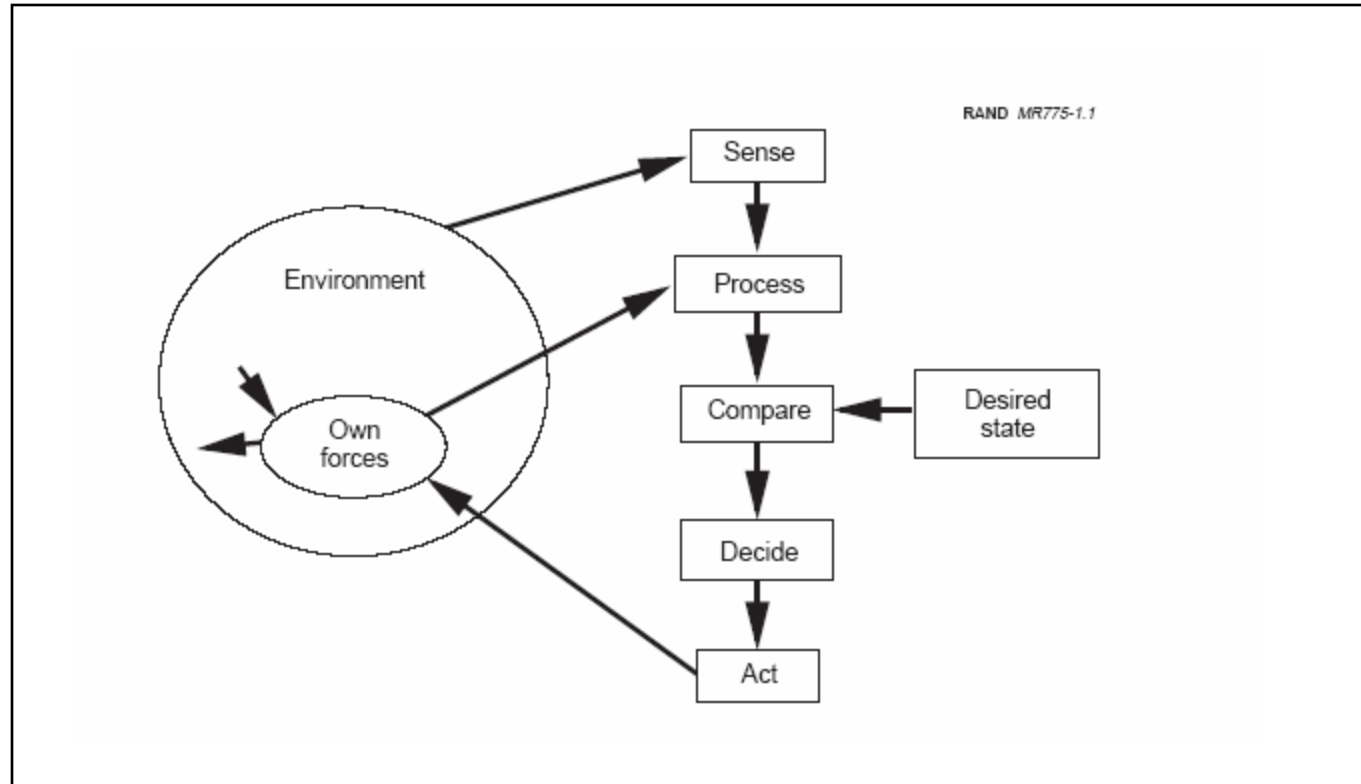 RAND MR775-1.1
Sense
Environment
Process
Compare
Desired
state
Own
forces
Decide
Act